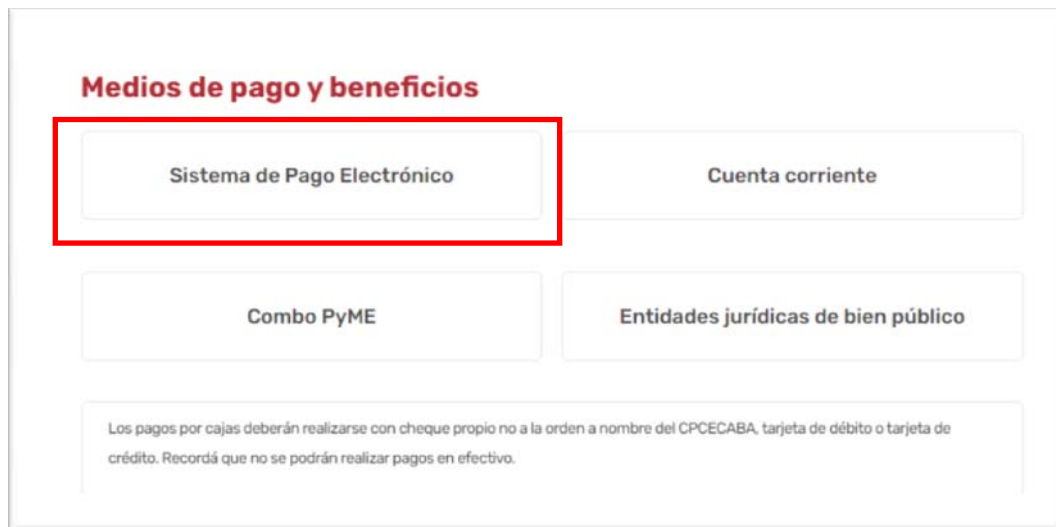 Medios de pago y beneficios
Sistema de Pago Electrónico
Cuenta corriente
Combo PyME
Entidades jurídicas de bien público
Los pagos por cajas deberán realizarse con cheque propio no a la orden a nombre del CPCECABA, tarjeta de débito o tarjeta de
crédito. Recordá que no se podrán realizar pagos en efectivo.